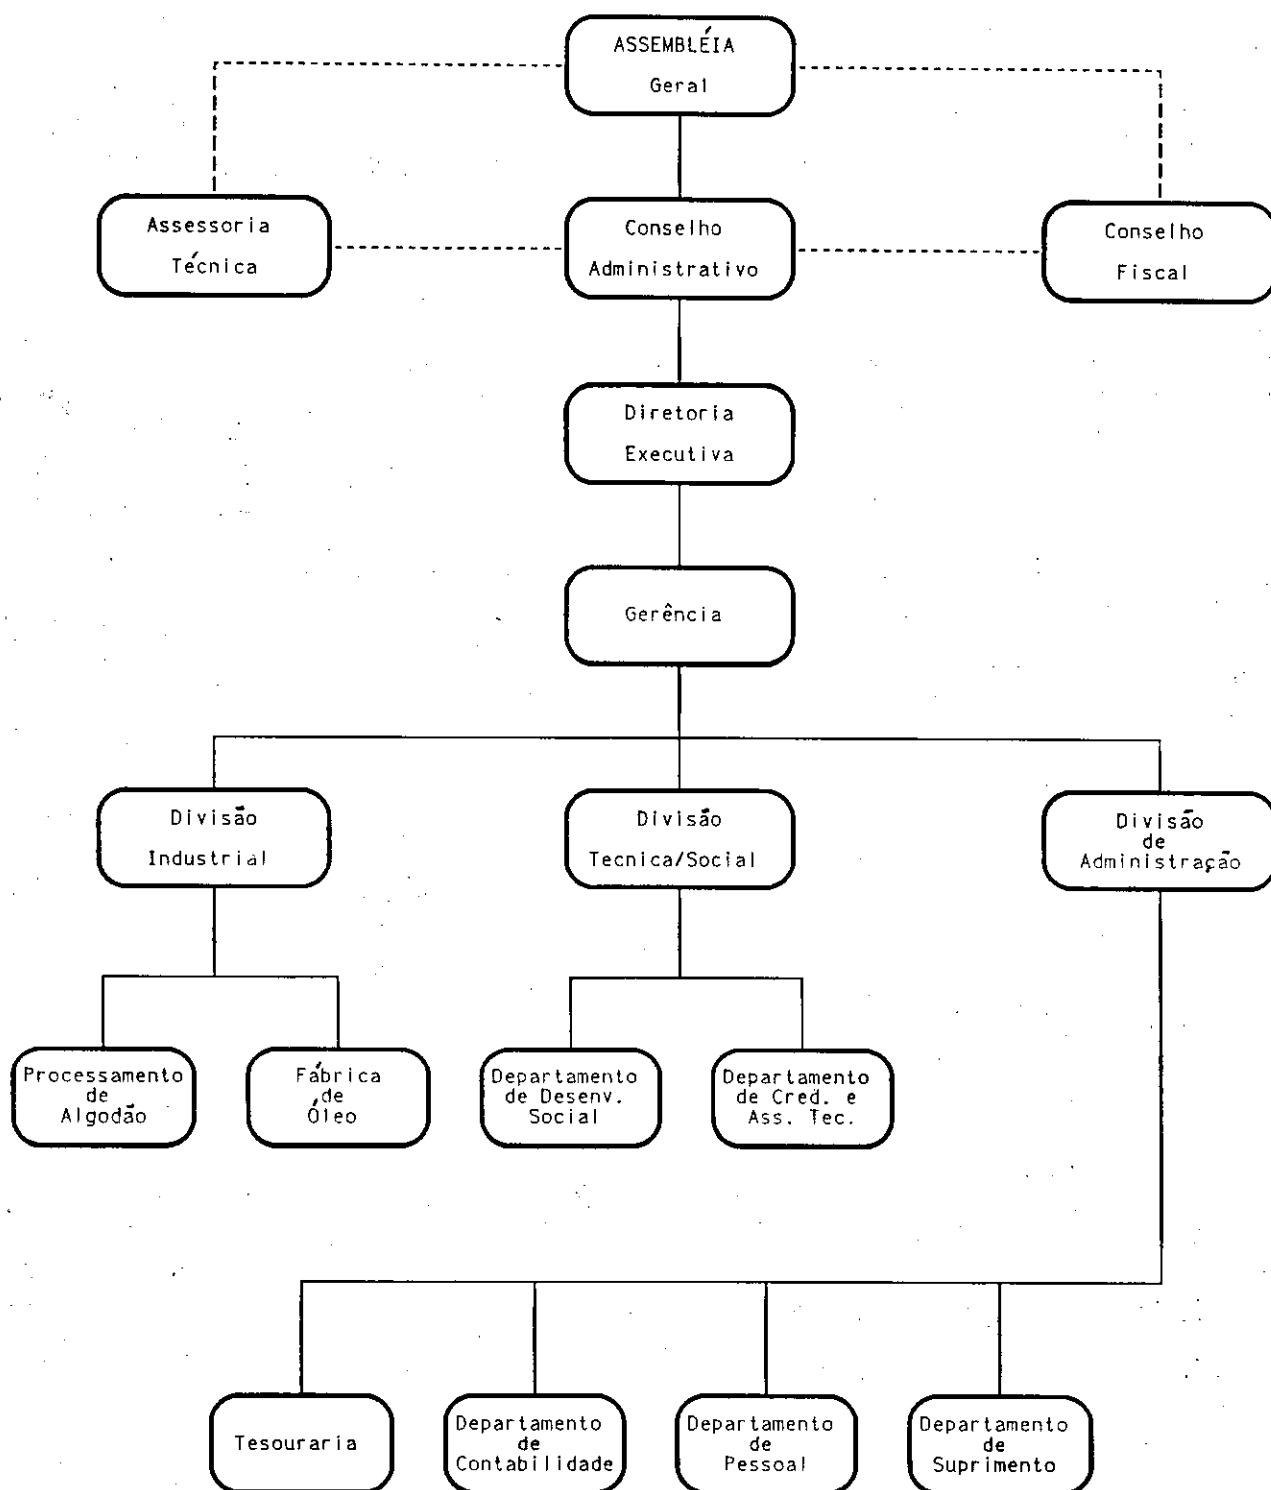 ASSEMBLÉIA
Geral
Assessoria
Técnica
Conselho
Administrativo
Conselho
Fiscal
Diretoria
Executiva
Gerência
Divisão
Industrial
Divisão
Tecnica/Social
Divisão
de
Administração
Processamento
de
Algodão
Fábrica
de
Óleo
Departamento
de Desenv.
Social
Departamento
de Cred. e
Ass. Tec.
Tesouraria
Departamento
de
Contabilidade
Departamento
de
Pessoal
Departamento
de
Suprimento